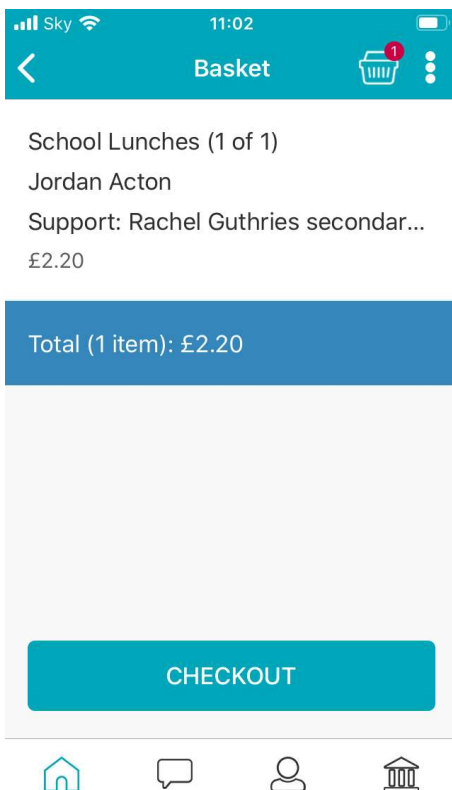 Sky 11:02
Basket
1
School Lunches (1 of 1)
Jordan Acton
Support: Rachel Guthries secondar...
£2.20
Total (1 item): £2.20
CHECKOUT